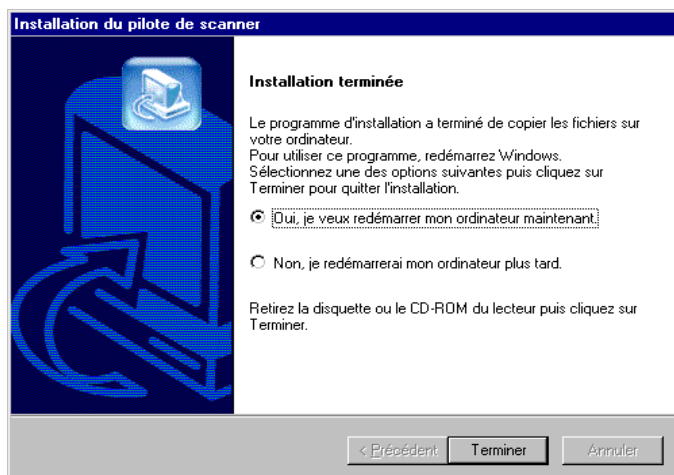 Installation du pilote de scanner
Installation terminée
Le programme d'installation a terminé de copier les fichiers sur
votre ordinateur.
Pour utiliser ce programme, redémarrez Windows.
Sélectionnez une des options suivantes puis cliquez sur
Terminer pour quitter l'installation.
Oui, je veux redémarrer mon ordinateur maintenant.
Non, je redémarrerai mon ordinateur plus tard.
Retirez la disquette ou le CD-ROM du lecteur puis cliquez sur
Terminer.
< Précédent Terminer Annuler